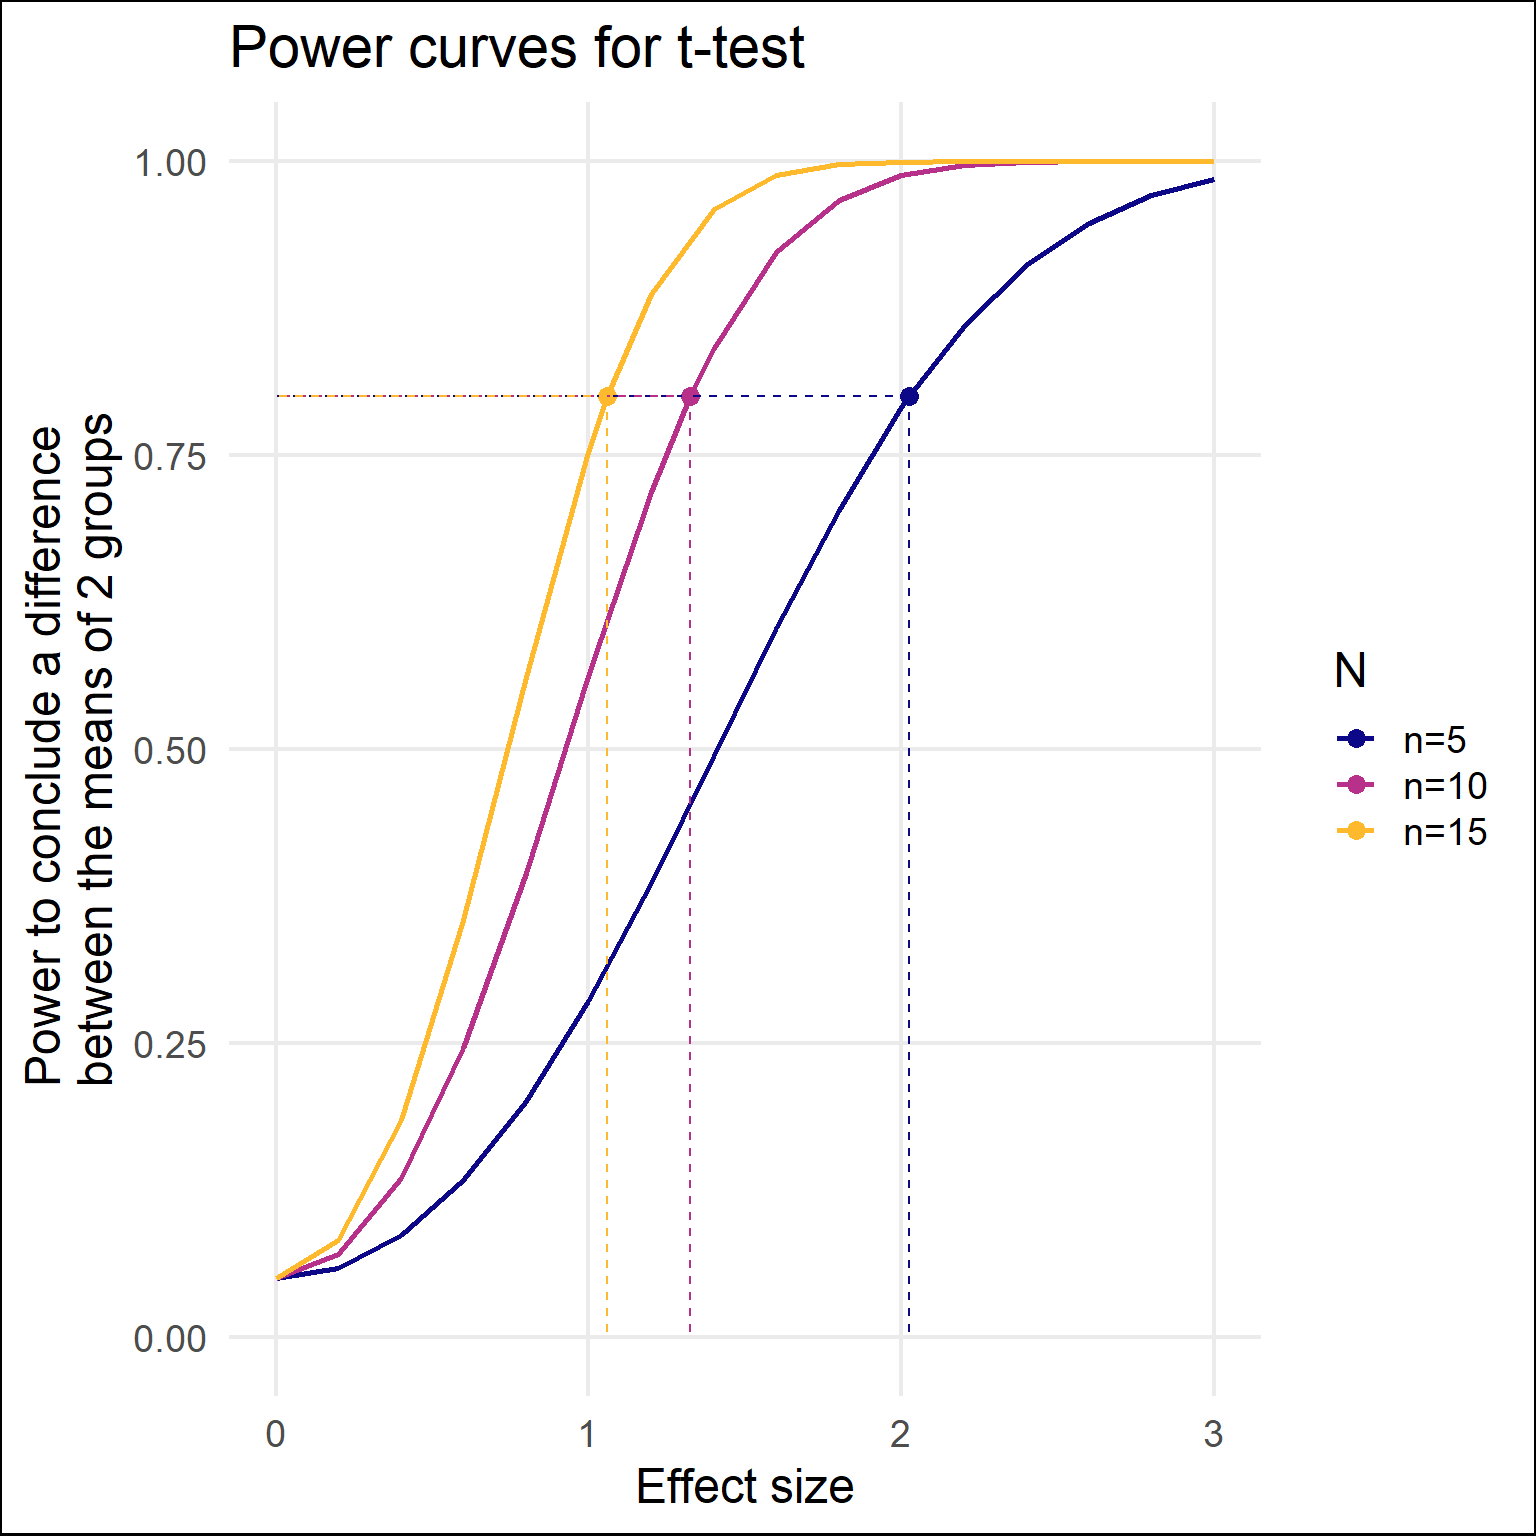 Power curves for t-test
Power to conclude a difference
between the means of 2 groups
1.00
0.75
0.50
0.25
0.00
0
1
2
3
Effect size
N
n=5
n=10
n=15